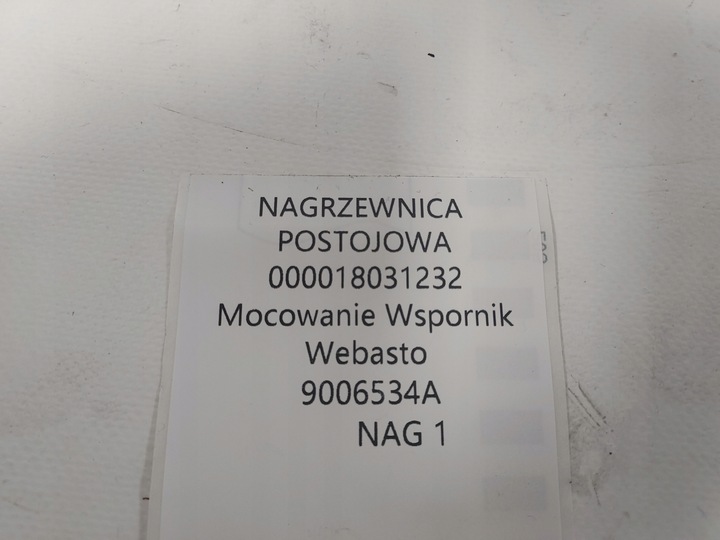 NAGRZEWNICA
POSTOJOWA
000018031232
Mocowanie Wspornik
Webasto
9006534A
NAG 1